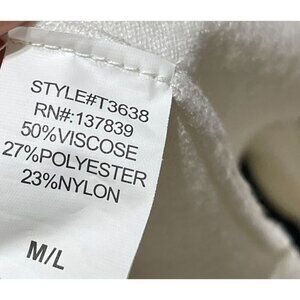 STYLE#T3638
RN#:137839
50%VISCOSE
27%POLYESTER
23%NYLON
M/L